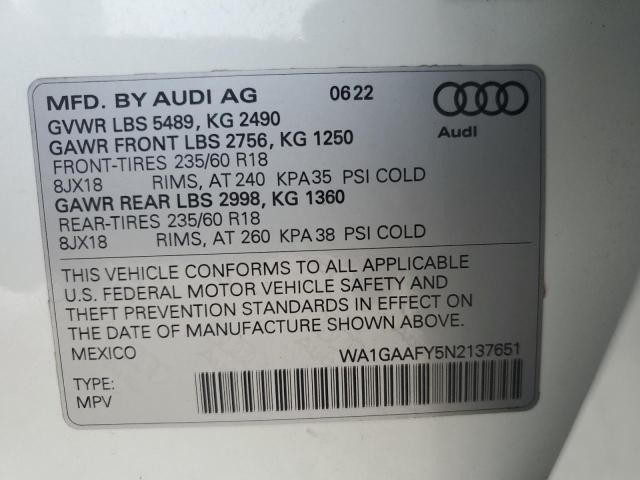 MFD. BY AUDI AG 0622
GVWR LBS 5489, KG 2490
GAWR FRONT LBS 2756, KG 1250
Audi
FRONT-TIRES 235/60 R18
8JX18 RIMS, AT 240 KPA35 PSI COLD
GAWR REAR LBS 2998, KG 1360
REAR-TIRES 235/60 R18
8JX18 RIMS, AT 260 KPA38 PSI COLD
THIS VEHICLE CONFORMS TO ALL APPLICABLE
U.S. FEDERAL MOTOR VEHICLE SAFETY AND
THEFT PREVENTION STANDARDS IN EFFECT ON
THE DATE OF MANUFACTURE SHOWN ABOVE.
MEXICO WA1GAAFY5N2137651
TYPE:
MPV